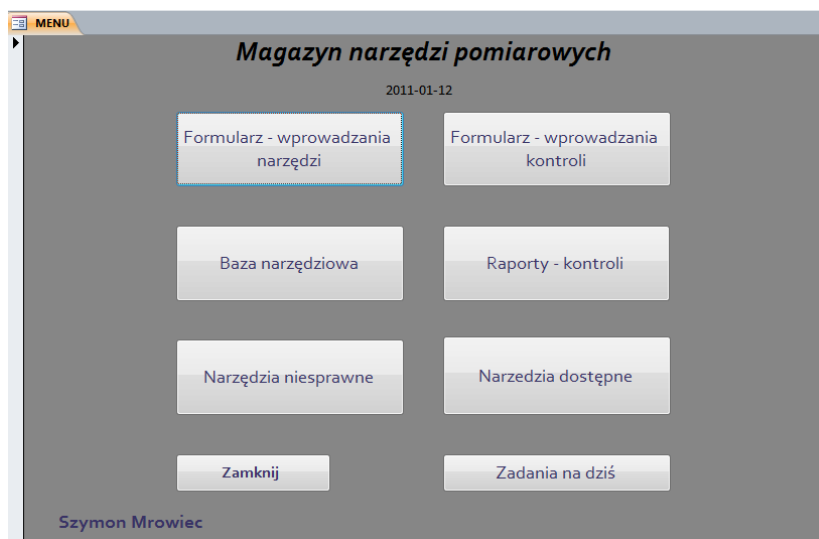 MENU
Magazyn narzędzi pomiarowych
2011-01-12
Formularz - wprowadzania
narzędzi
Formularz - wprowadzania
kontroli
Baza narzędziowa
Raporty - kontroli
Narzędzia niesprawne
Narzedzia dostępne
Zamknij
Zadania na dziś
Szymon Mrowiec